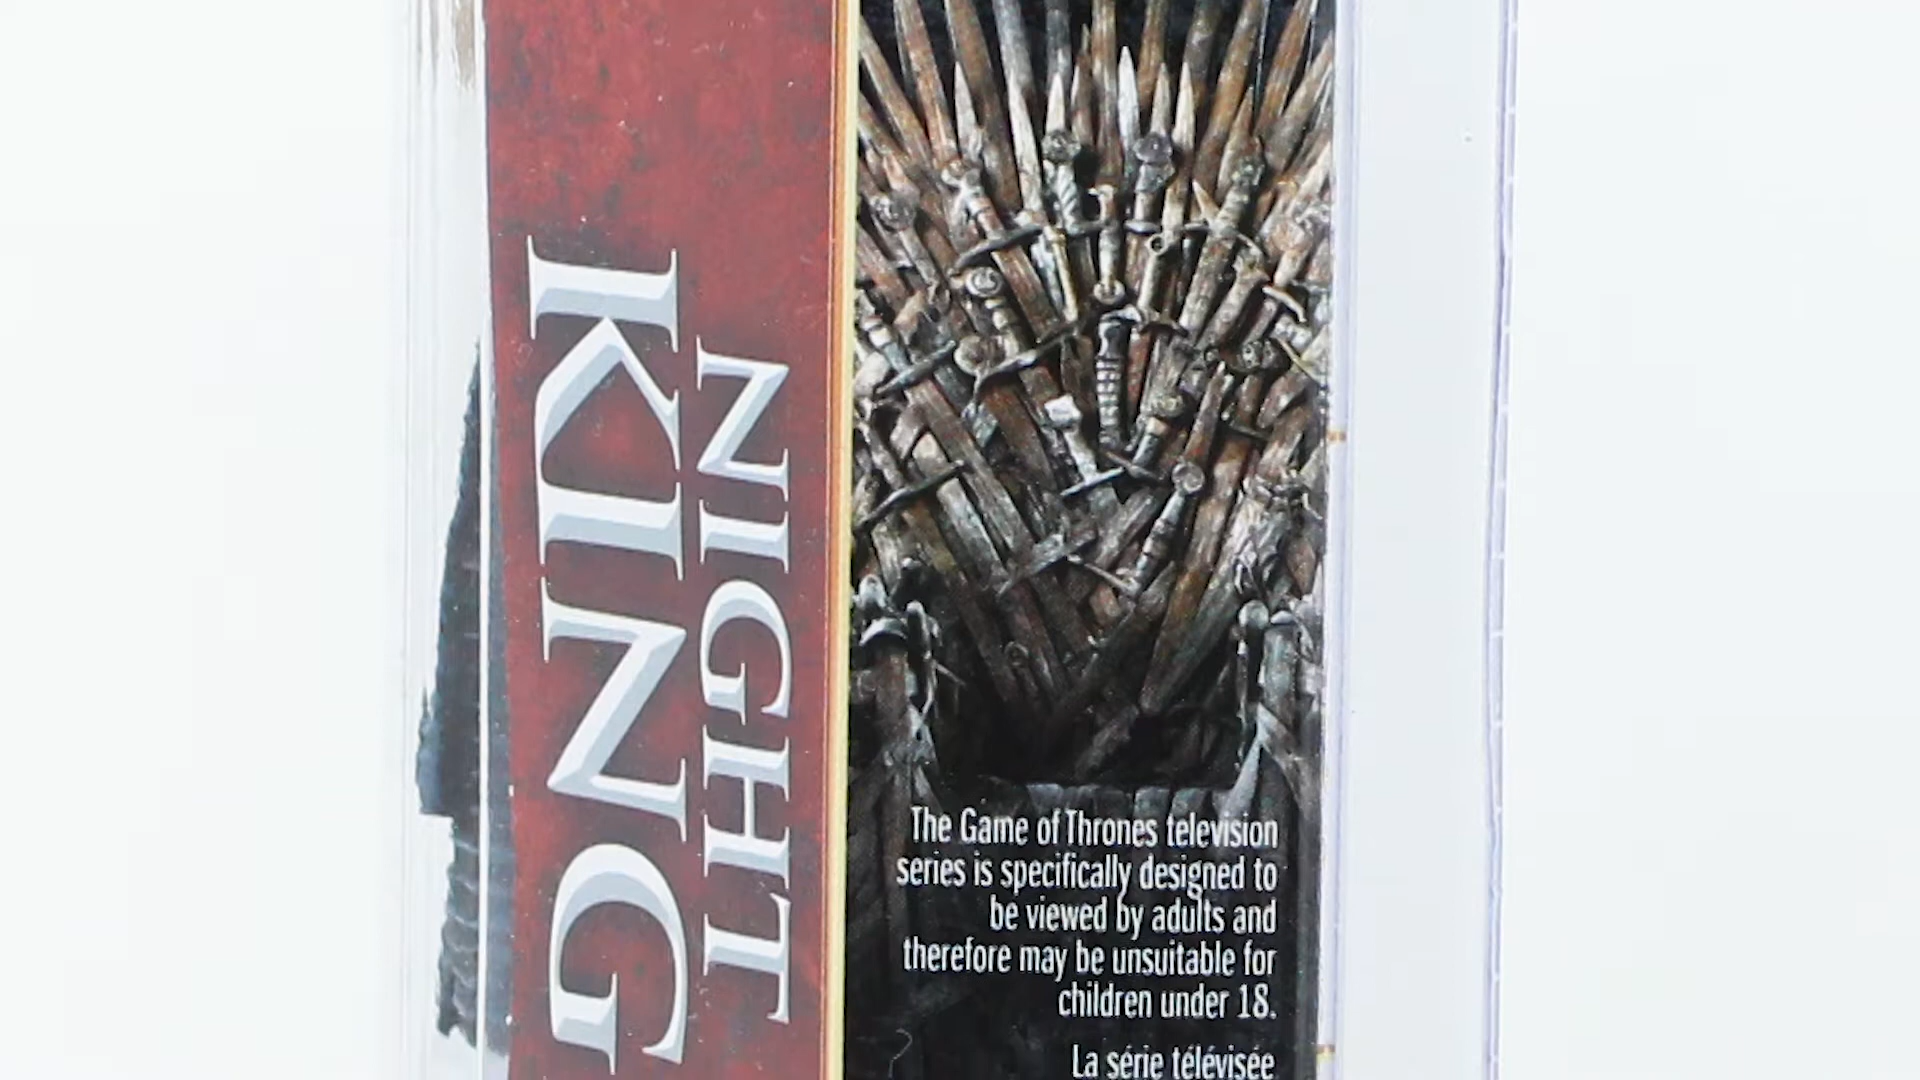 NIGHT
KING
The Game of Thrones television
series is specifically designed to
be viewed by adults and
therefore may be unsuitable for
children under 18.
La série télévisée